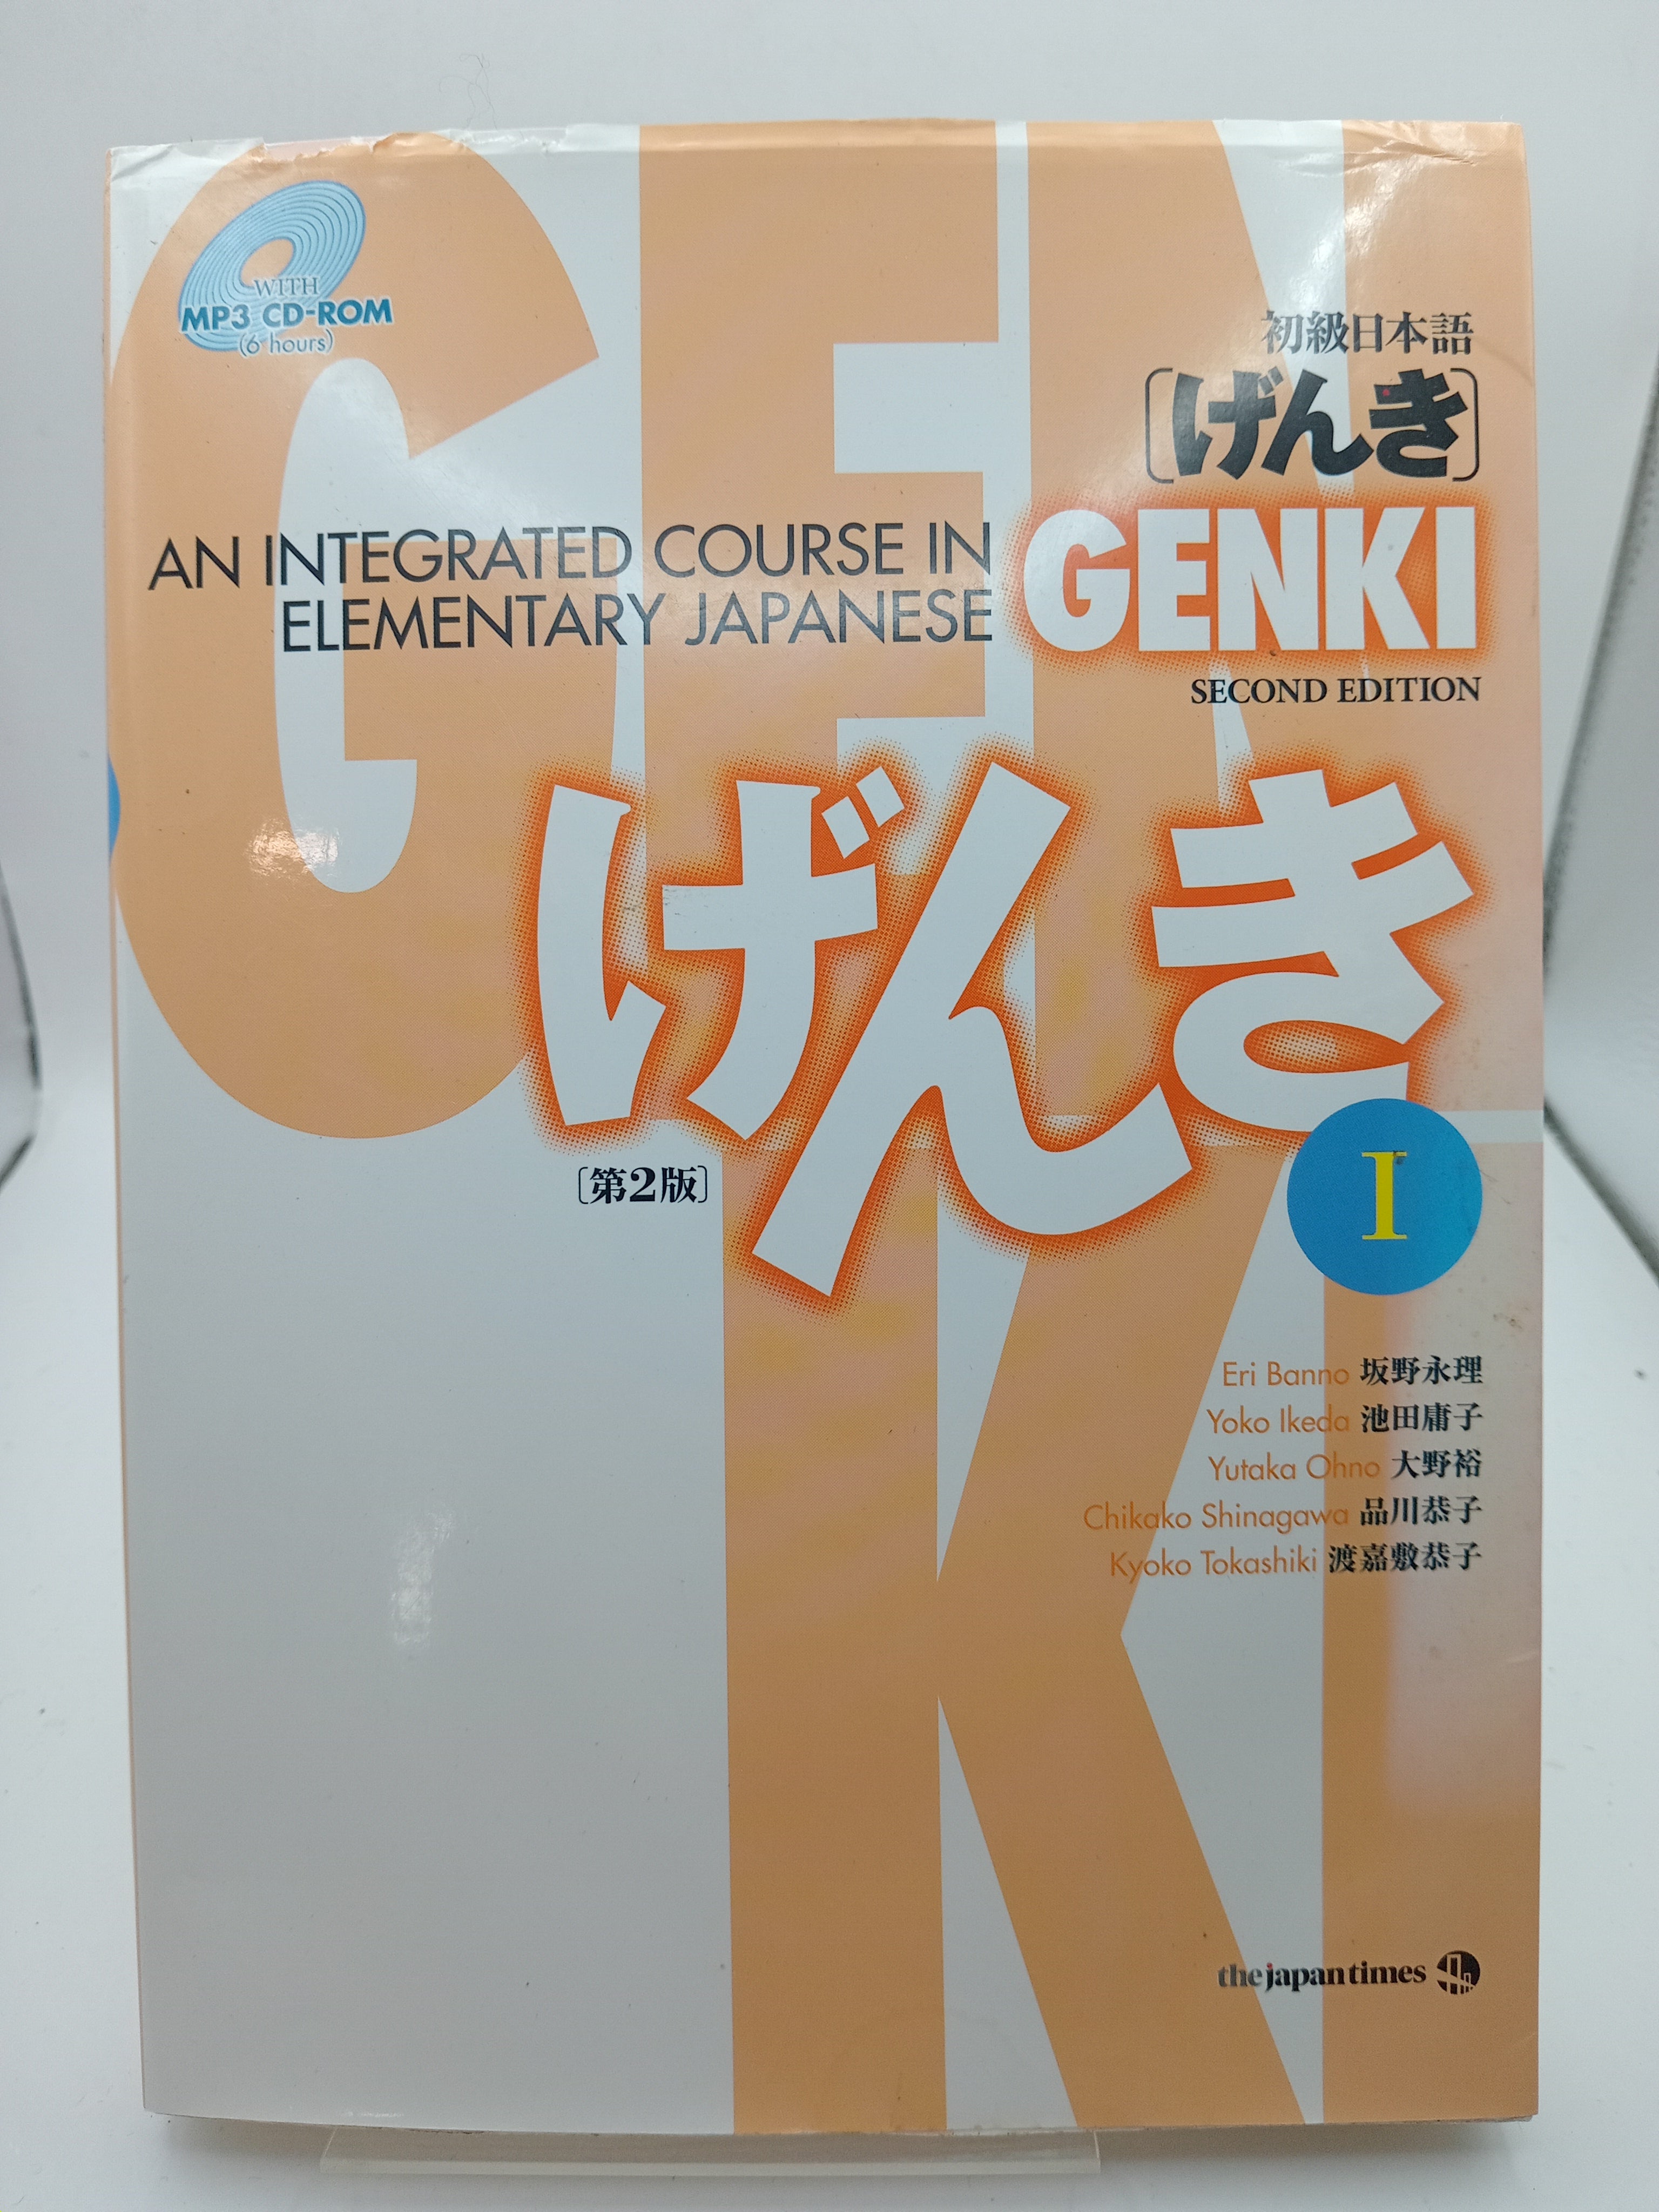 WITH
MP3 CD-ROM
(6 hours)
初級日本語
〔げんき〕
AN INTEGRATED COURSE IN
ELEMENTARY JAPANESE
GENKI
SECOND EDITION
げんき
〔第2版〕
I
Eri Banno 坂野永理
Yoko Ikeda 池田庸子
Yutaka Ohno 大野裕
Chikako Shinagawa 品川恭子
Kyoko Tokashiki 渡嘉敷恭子
the japan times
GENKI